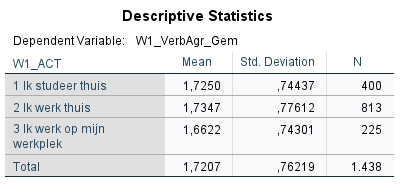 Descriptive Statistics
Dependent Variable: W1_VerbAgr_Gem
W1_ACT Mean Std. Deviation N
1 Ik studeer thuis 1,7250 ,74437 400
2 Ik werk thuis 1,7347 ,77612 813
3 Ik werk op mijn 1,6622 ,74301 225
werkplek
Total 1,7207 ,76219 1.438